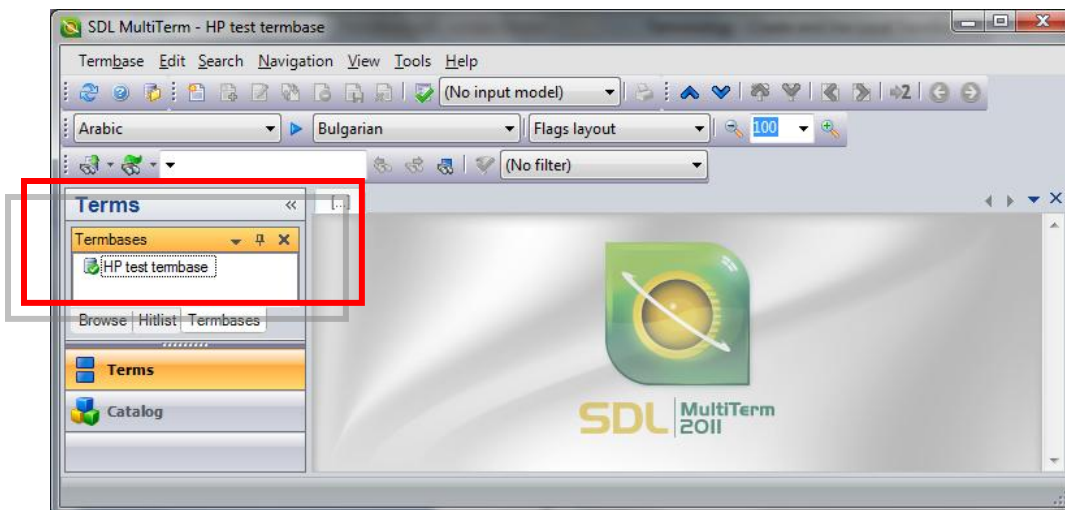 SDL MultiTerm - HP test termbase
Termbase Edit Search Navigation View Tools Help
(No input model) 2
Arabic Bulgarian Flags layout 100
(No filter)
Terms « [...]
Termbases
HP test termbase
Browse Hitlist Termbases
Terms
Catalog
SDL MultiTerm
2011